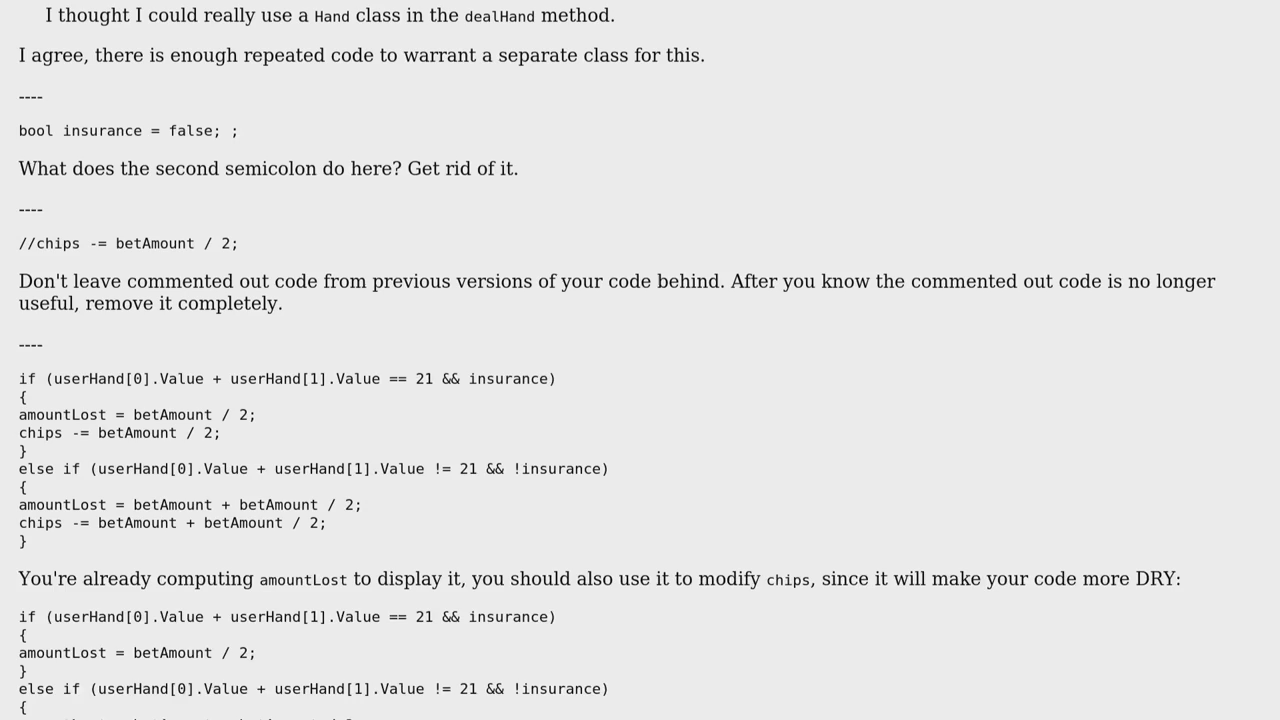 I thought I could really use a Hand class in the dealHand method.
I agree, there is enough repeated code to warrant a separate class for this.
----
bool insurance = false; ;
What does the second semicolon do here? Get rid of it.
----
//chips -= betAmount / 2;
Don't leave commented out code from previous versions of your code behind. After you know the commented out code is no longer
useful, remove it completely.
----
if (userHand[0].Value + userHand[1].Value == 21 && insurance)
{
amountLost = betAmount / 2;
chips -= betAmount / 2;
}
else if (userHand[0].Value + userHand[1].Value != 21 && !insurance)
{
amountLost = betAmount + betAmount / 2;
chips -= betAmount + betAmount / 2;
}
You're already computing amountLost to display it, you should also use it to modify chips, since it will make your code more DRY:
if (userHand[0].Value + userHand[1].Value == 21 && insurance)
{
amountLost = betAmount / 2;
}
else if (userHand[0].Value + userHand[1].Value != 21 && !insurance)
{